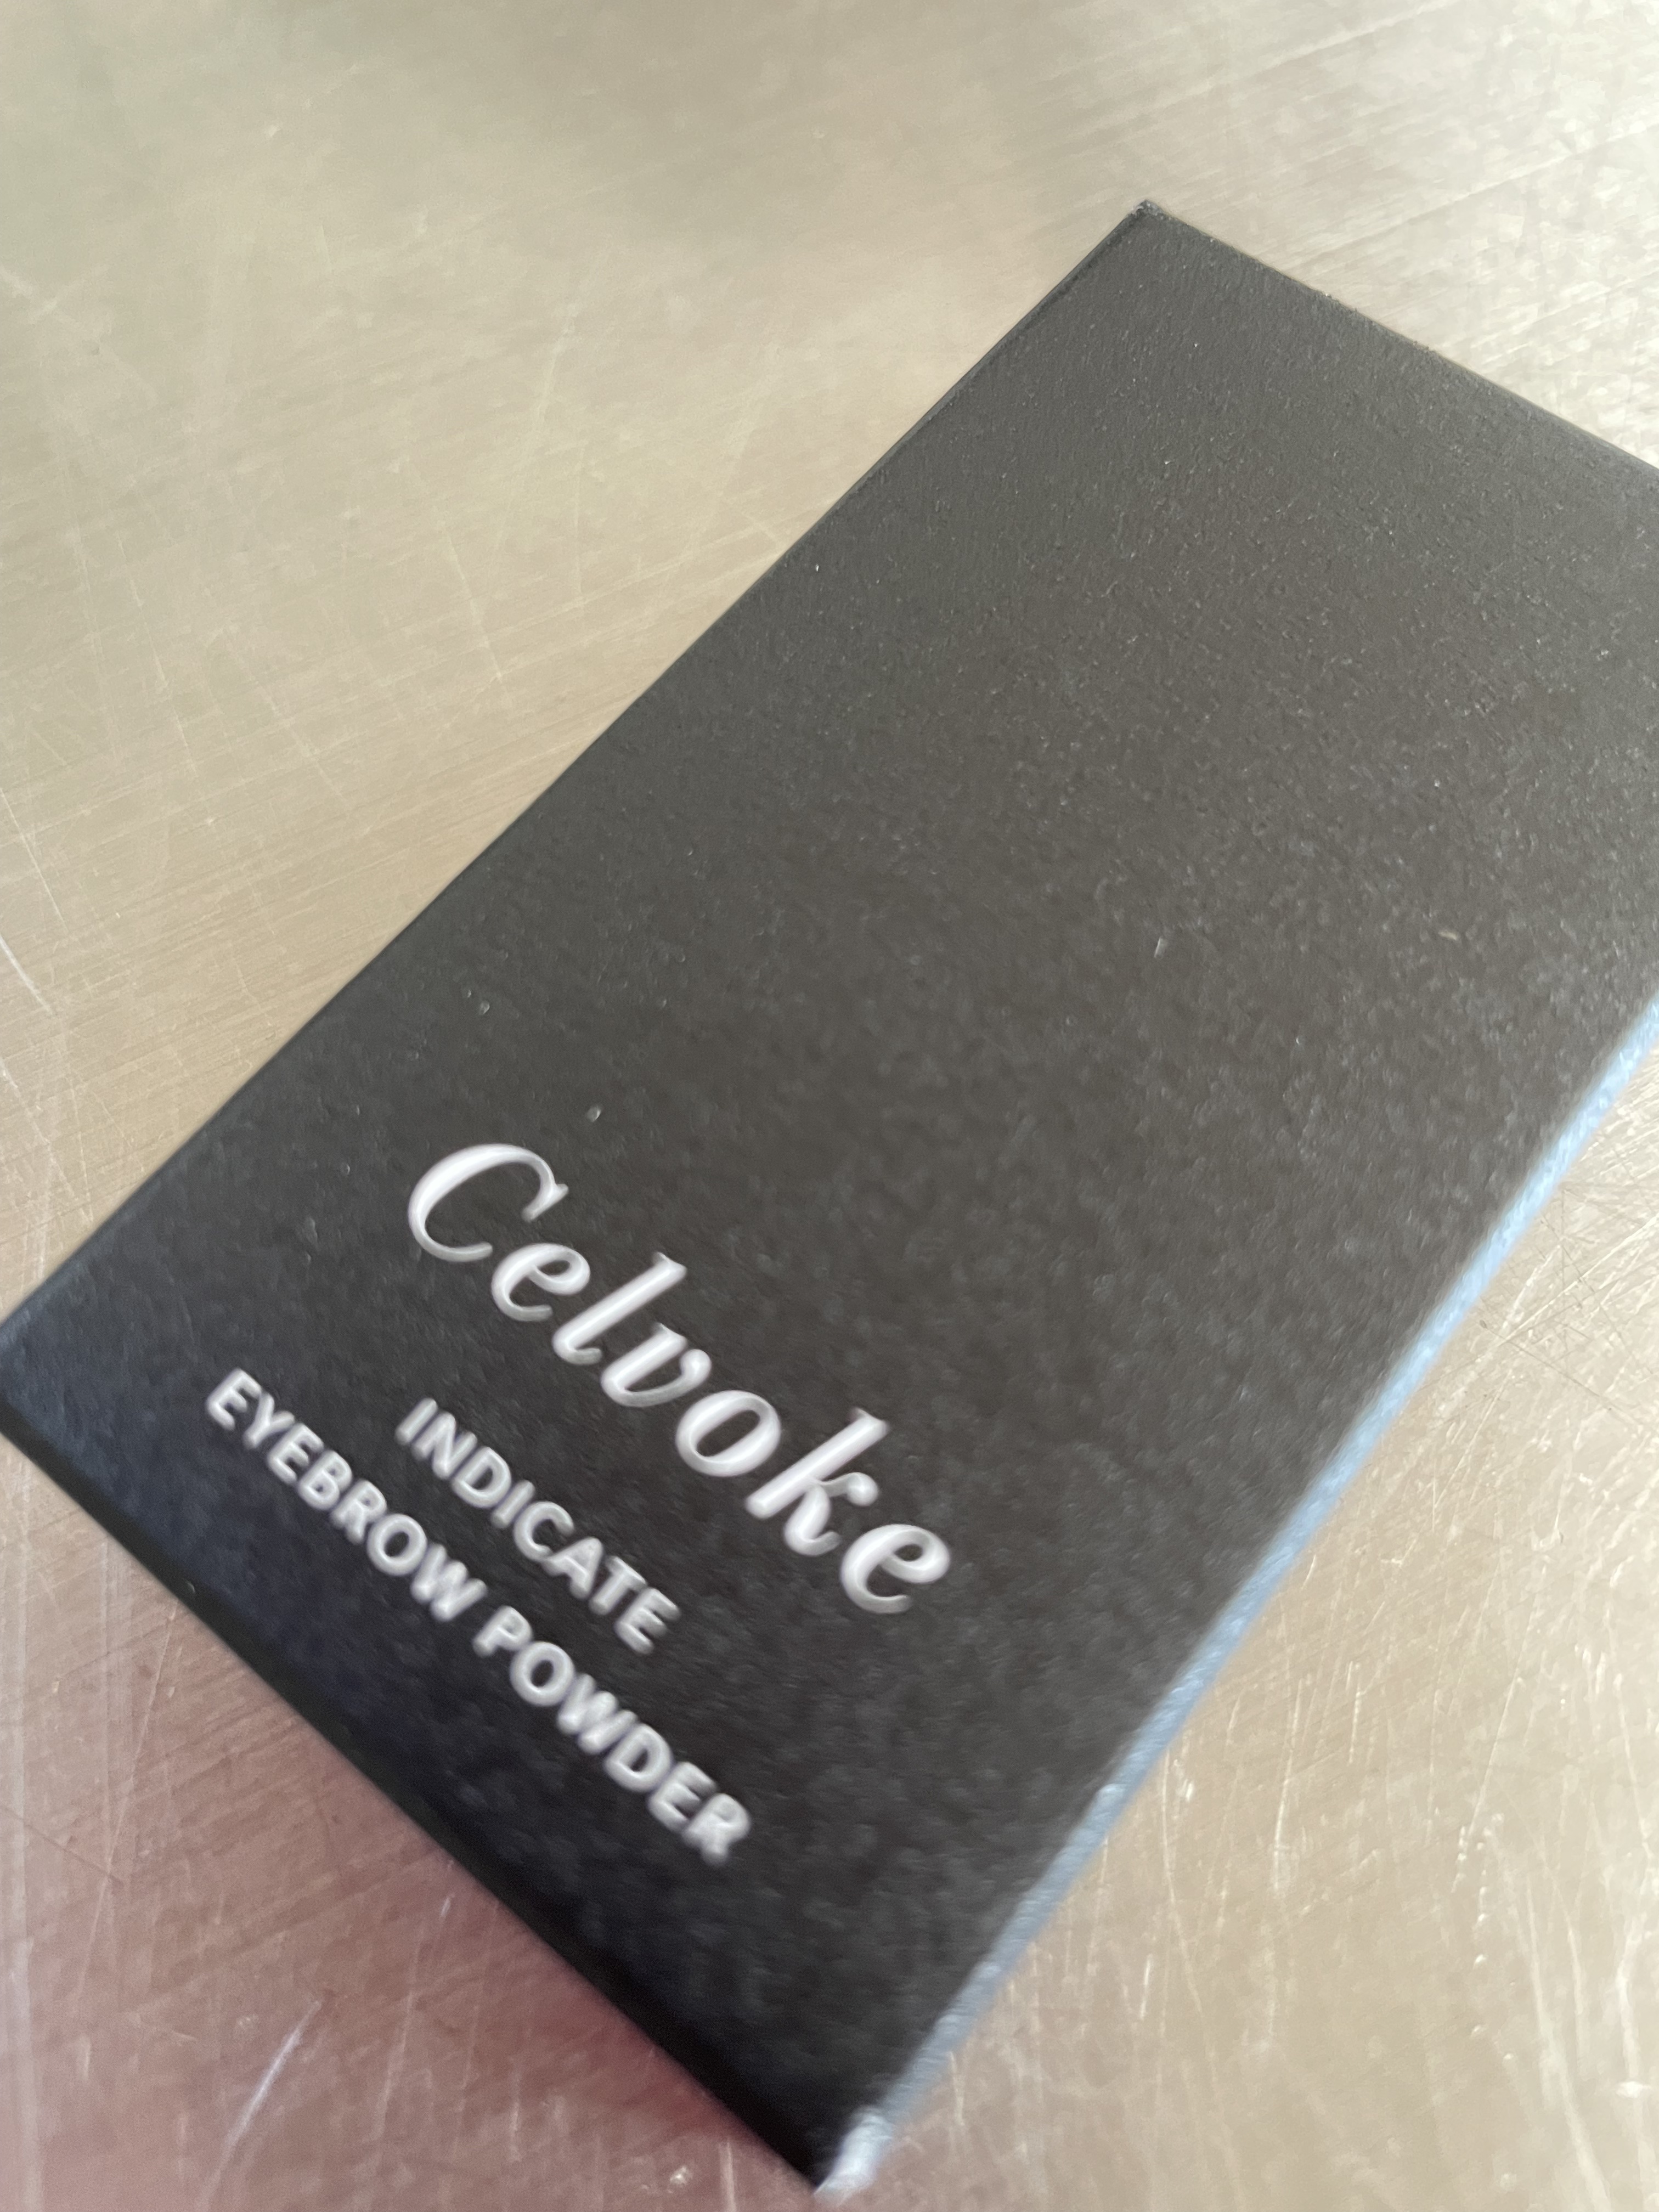 Celvoke
INDICATE
EYEBROW POWDER